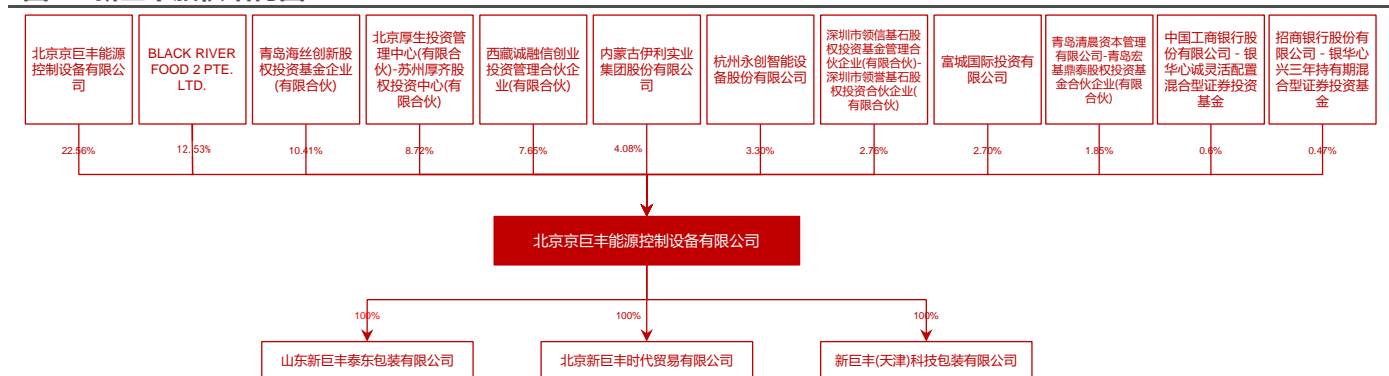 北京京巨丰能源
控制设备有限公
司
BLACK RIVER
FOOD 2 PTE.
LTD.
青岛海丝创新股
权投资基金企业
(有限合伙)
北京厚生投资管
理中心(有限合
伙)-苏州厚齐股
权投资中心(有
限合伙)
西藏诚融信创业
投资管理合伙企
业(有限合伙)
内蒙古伊利实业
集团股份有限公
司
杭州永创智能设
备股份有限公司
深圳市领信基石股
权投资基金管理合
伙企业(有限合伙)-
深圳市领誉基石股
权投资合伙企业(
有限合伙)
富城国际投资有
限公司
青岛清晨资本管理
有限公司-青岛宏
基鼎泰股权投资基
金合伙企业(有限
合伙)
中国工商银行股
份有限公司 - 银
华心诚灵活配置
混合型证券投资
基金
招商银行股份有
限公司 - 银华心
兴三年持有期混
合型证券投资基
金
22.56%
12.53%
10.41%
8.72%
7.65%
4.08%
3.30%
2.76%
2.70%
1.85%
0.6%
0.47%
北京京巨丰能源控制设备有限公司
100%
100%
100%
山东新巨丰泰东包装有限公司
北京新巨丰时代贸易有限公司
新巨丰(天津)科技包装有限公司